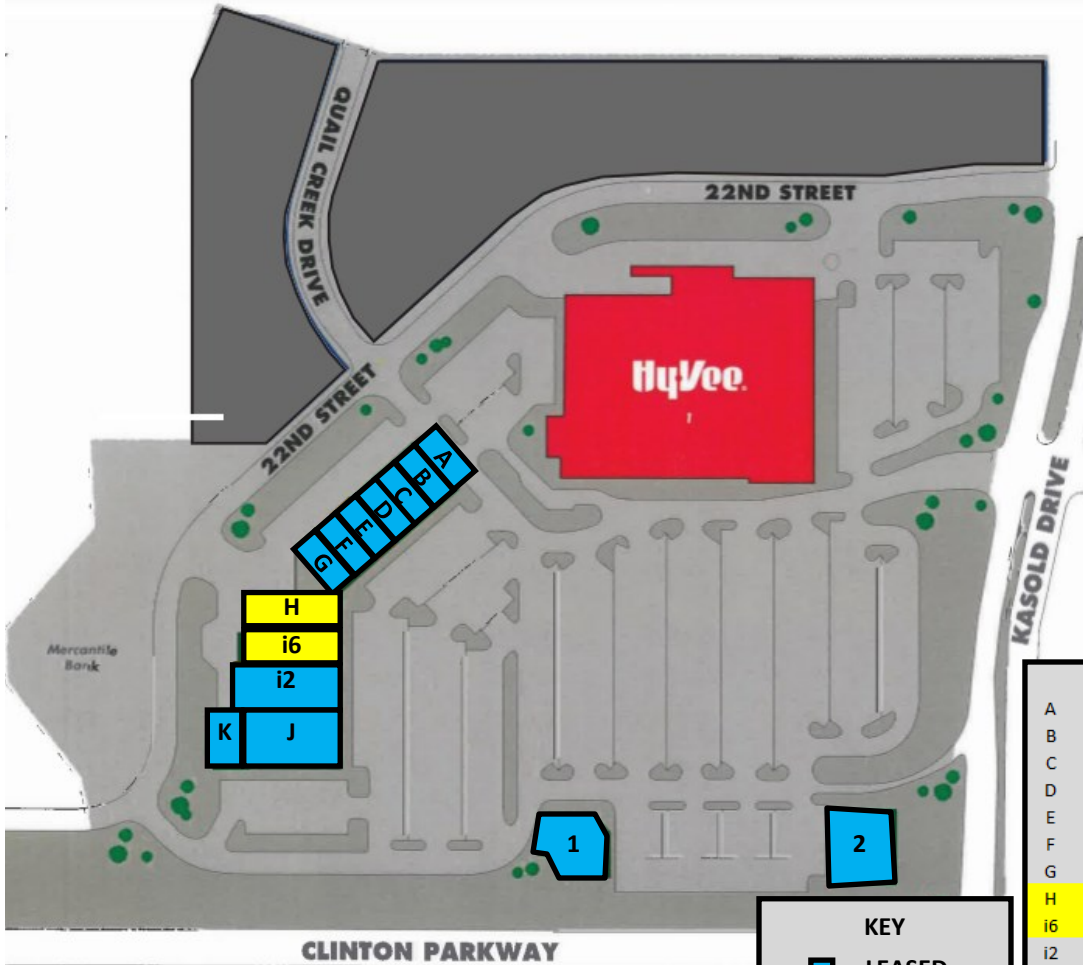 QUAIL CREEK DRIVE
22ND STREET
HyVee.
1
22ND STREET
A
B
C
D
E
F
G
KASOLD DRIVE
H
i6
i2
K
J
Mercantile
Bank
1
2
CLINTON PARKWAY
KEY
LEASED
A
B
C
D
E
F
G
H
i6
i2